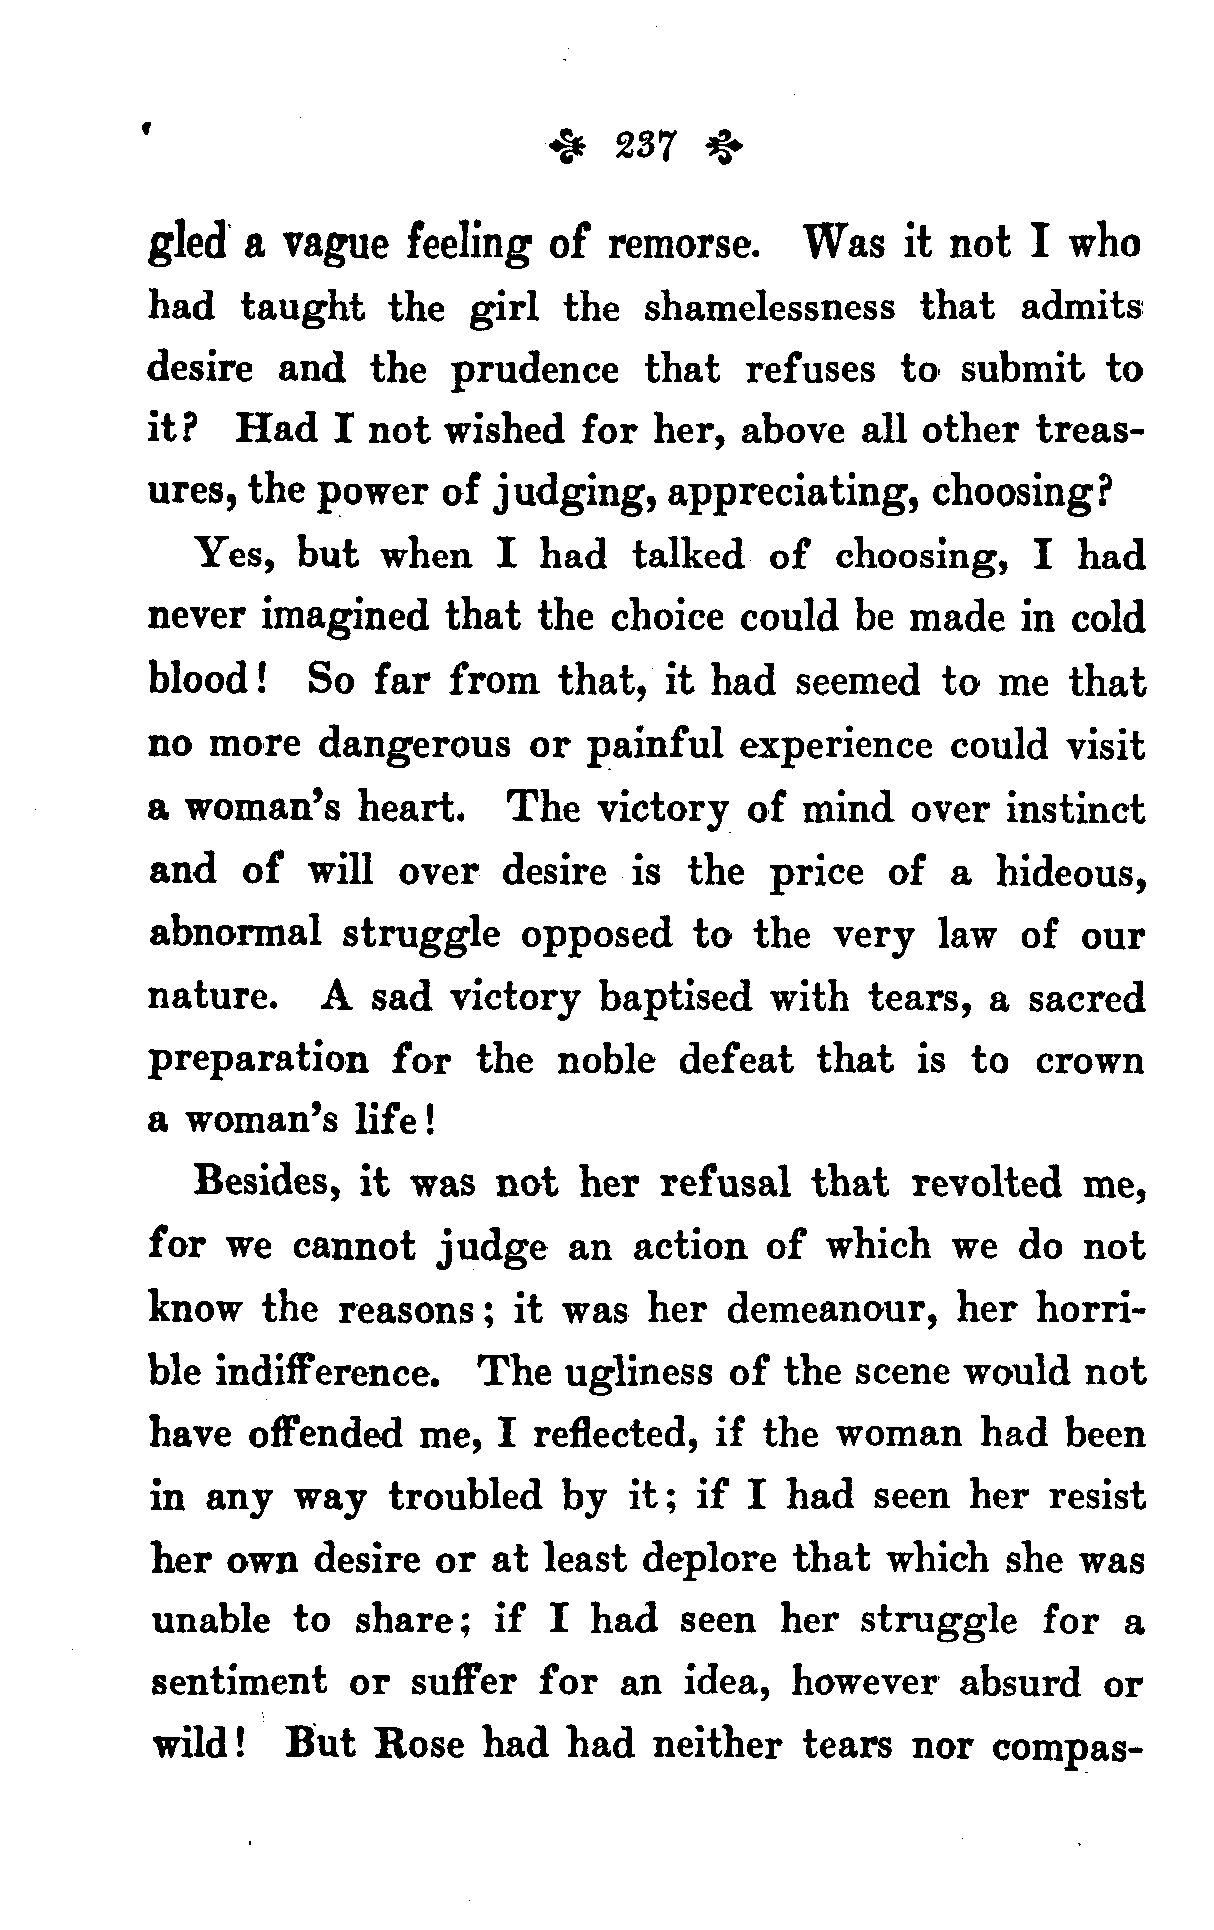 237
gled a vague feeling of remorse. Was it not I who
had taught the girl the shamelessness that admits
desire and the prudence that refuses to submit to
it? Had I not wished for her, above all other treas-
ures, the power of judging, appreciating, choosing?
Yes, but when I had talked of choosing, I had
never imagined that the choice could be made in cold
blood! So far from that, it had seemed to me that
no more dangerous or painful experience could visit
a woman's heart. The victory of mind over instinct
and of will over desire is the price of a hideous,
abnormal struggle opposed to the very law of our
nature. A sad victory baptised with tears, a sacred
preparation for the noble defeat that is to crown
a woman's life!
Besides, it was not her refusal that revolted me,
for we cannot judge an action of which we do not
know the reasons; it was her demeanour, her horri-
ble indifference. The ugliness of the scene would not
have offended me, I reflected, if the woman had been
in any way troubled by it; if I had seen her resist
her own desire or at least deplore that which she was
unable to share; if I had seen her struggle for a
sentiment or suffer for an idea, however absurd or
wild! But Rose had had neither tears nor compas-